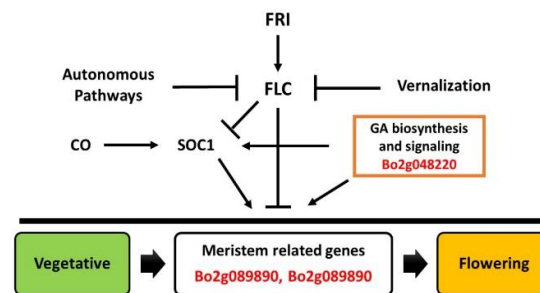 FRI
Autonomous
Pathways
FLC
Vernalization
CO
SOC1
GA biosynthesis
and signaling
Bo2g048220
Vegetative
Meristem related genes
Bo2g089890, Bo2g089890
Flowering